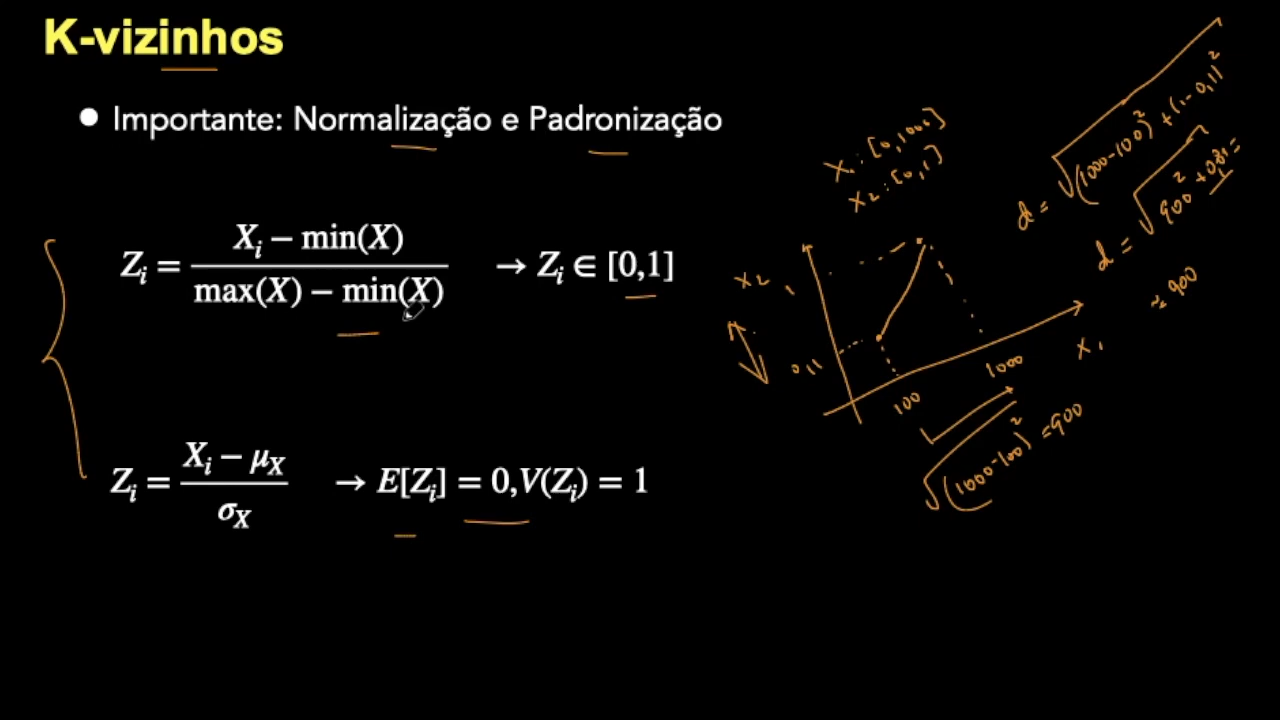 K-vizinhos
Importante: Normalização e Padronização
Z_i = (X_i − min(X)) / (max(X) − min(X)) → Z_i ∈ [0,1]
Z_i = (X_i − μ_X) / σ_X → E[Z_i] = 0, V(Z_i) = 1
X1 : [0,1000]
X2 : [0,1]
d = √((1000-100)² + (1-0,1)²
d = √(900² + 0,81 =
≈ 900
X2
1
0,1
100
1000
X1
√(1000-100)² = 900